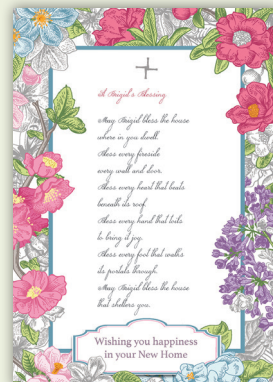 A Brigid's Blessing
May Brigid bless the house
where in you dwell.
Bless every fireside
every wall and door.
Bless every heart that beats
beneath its roof.
Bless every hand that toils
to bring it joy.
Bless every foot that walks
its portals through.
May Brigid bless the house
that shelters you.
Wishing you happiness
in your New Home